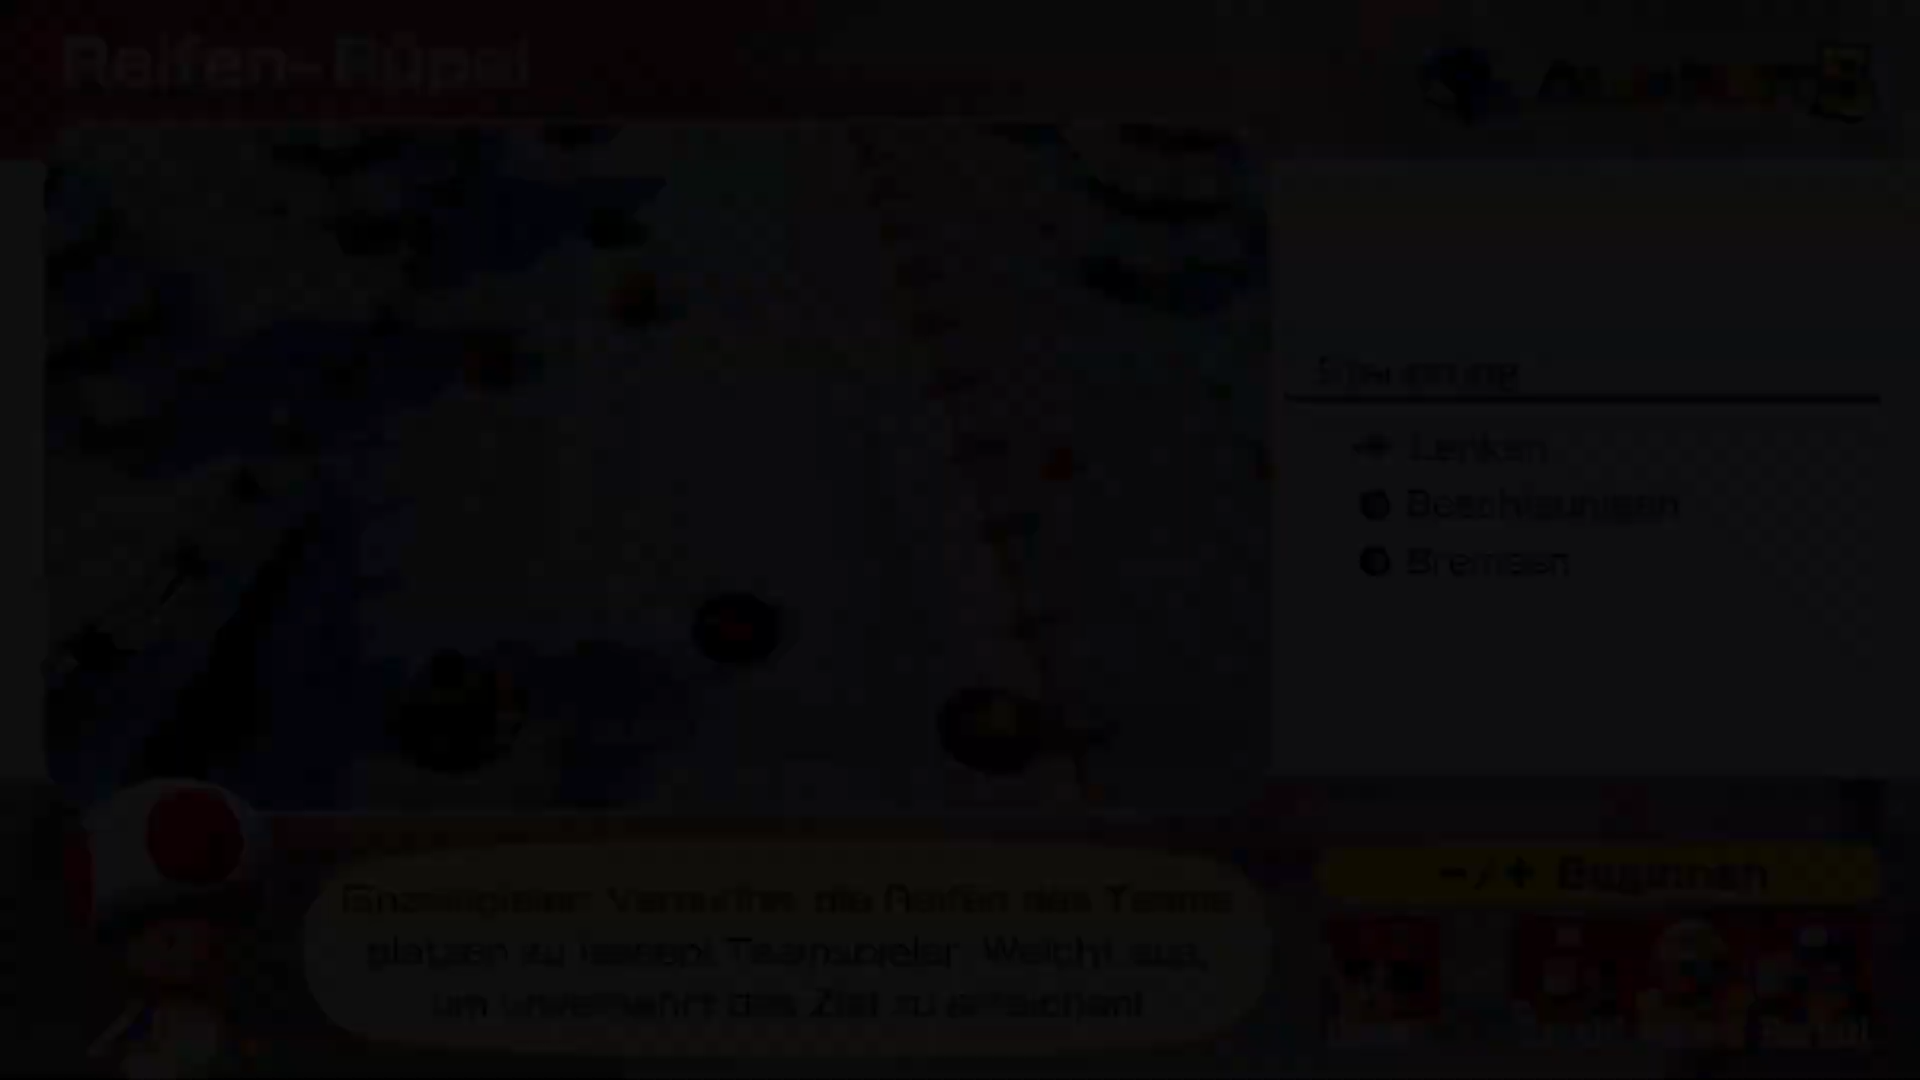 Reifen-Rüpel
Steuerung
Lenken
Beschleunigen
Bremsen
Einzelspieler: Versuche, die Reifen des Teams
platzen zu lassen! Teamspieler: Weicht aus,
um unversehrt das Ziel zu erreichen!
-/+ Beginnen